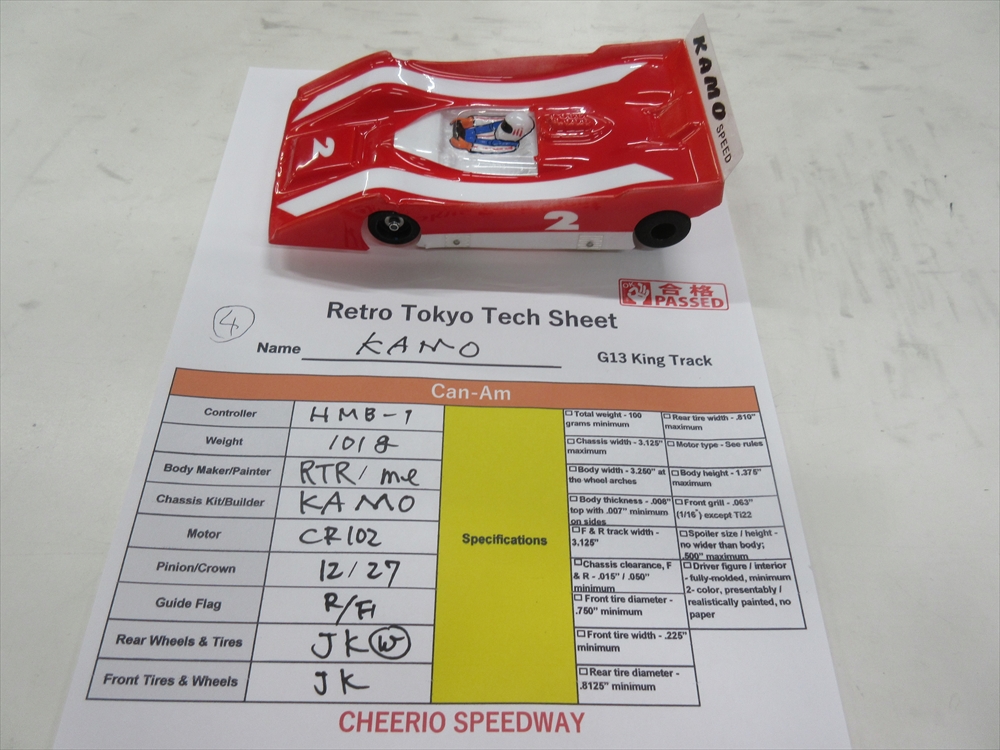 KAMO SPEED
2
2
OK
合格
PASSED
Retro Tokyo Tech Sheet
4
Name KAMO
G13 King Track
Can-Am
Controller HMB-1
Weight 101g
Body Maker/Painter RTR/me
Chassis Kit/Builder KAMO
Motor CR102
Pinion/Crown 12/27
Guide Flag R/F
Rear Wheels & Tires JK W
Front Tires & Wheels JK
Specifications
Total weight - 100
grams minimum
Chassis width - 3.125"
maximum
Body width - 3.250" at
the wheel arches
Body thickness - .008"
top with .007" minimum
on sides
F & R track width -
3.125"
Chassis clearance, F
& R - .015" / .050"
minimum
Front tire diameter -
.750" minimum
Front tire width - .225"
minimum
Rear tire diameter -
.8125" minimum
Rear tire width - .810"
maximum
Motor type - See rules
Body height - 1.375"
maximum
Front grill - .063"
(1/16") except Ti22
Spoiler size / height -
no wider than body;
.500" maximum
Driver figure / interior
- fully-molded, minimum
2- color, presentably /
realistically painted, no
paper
CHEERIO SPEEDWAY